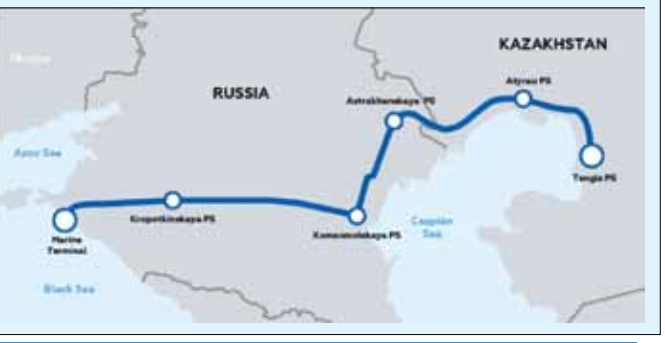 KAZAKHSTAN
RUSSIA
Atyrau PS
Astrakhanskaya PS
Azov Sea
Tengiz PS
Kropotkinskaya PS
Komsomolskaya PS
Caspian
Sea
Marine
Terminal
Black Sea